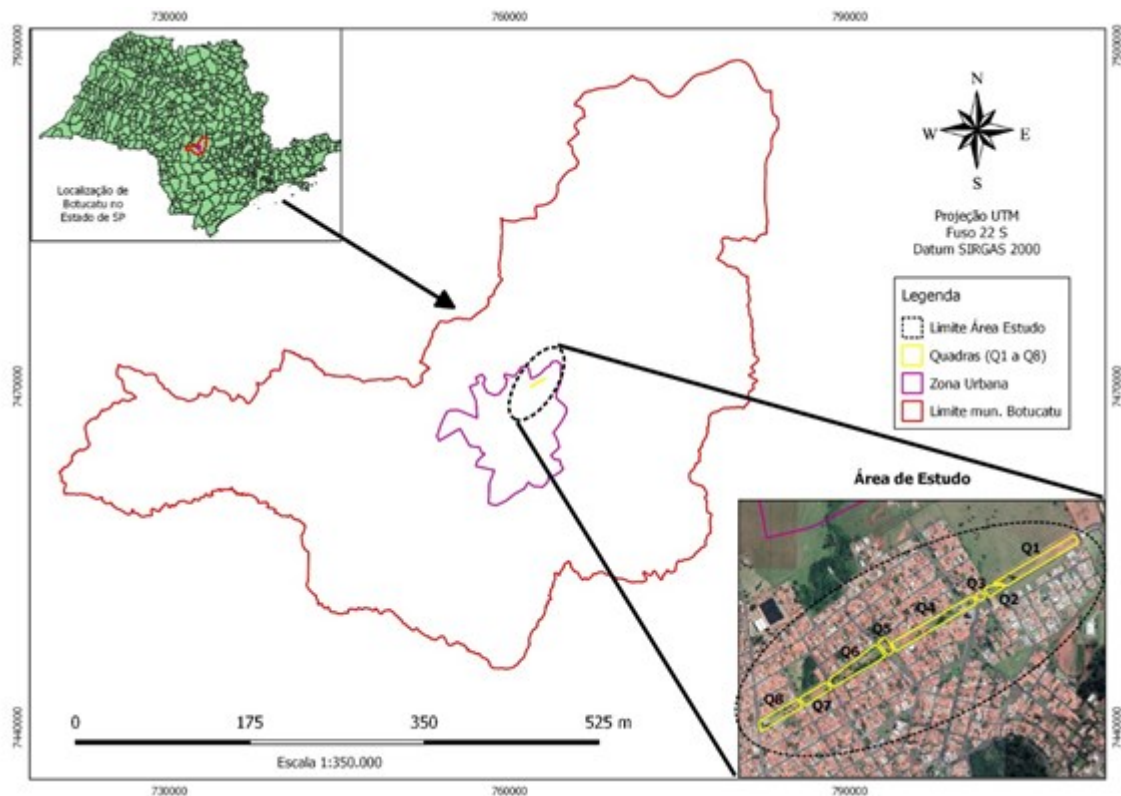 730000
760000
790000
7500000
7500000
Localização de
Botucatu no
Estado de SP
N
W
E
S
Projeção UTM
Fuso 22 S
Datum SIRGAS 2000
Legenda
Limite Área Estudo
Quadras (Q1 a Q8)
Zona Urbana
Limite mun. Botucatu
7470000
7470000
Área de Estudo
Q1
Q3
Q2
Q4
Q5
Q6
Q8
Q7
0
175
350
525 m
Escala 1:350.000
7440000
7440000
730000
760000
790000